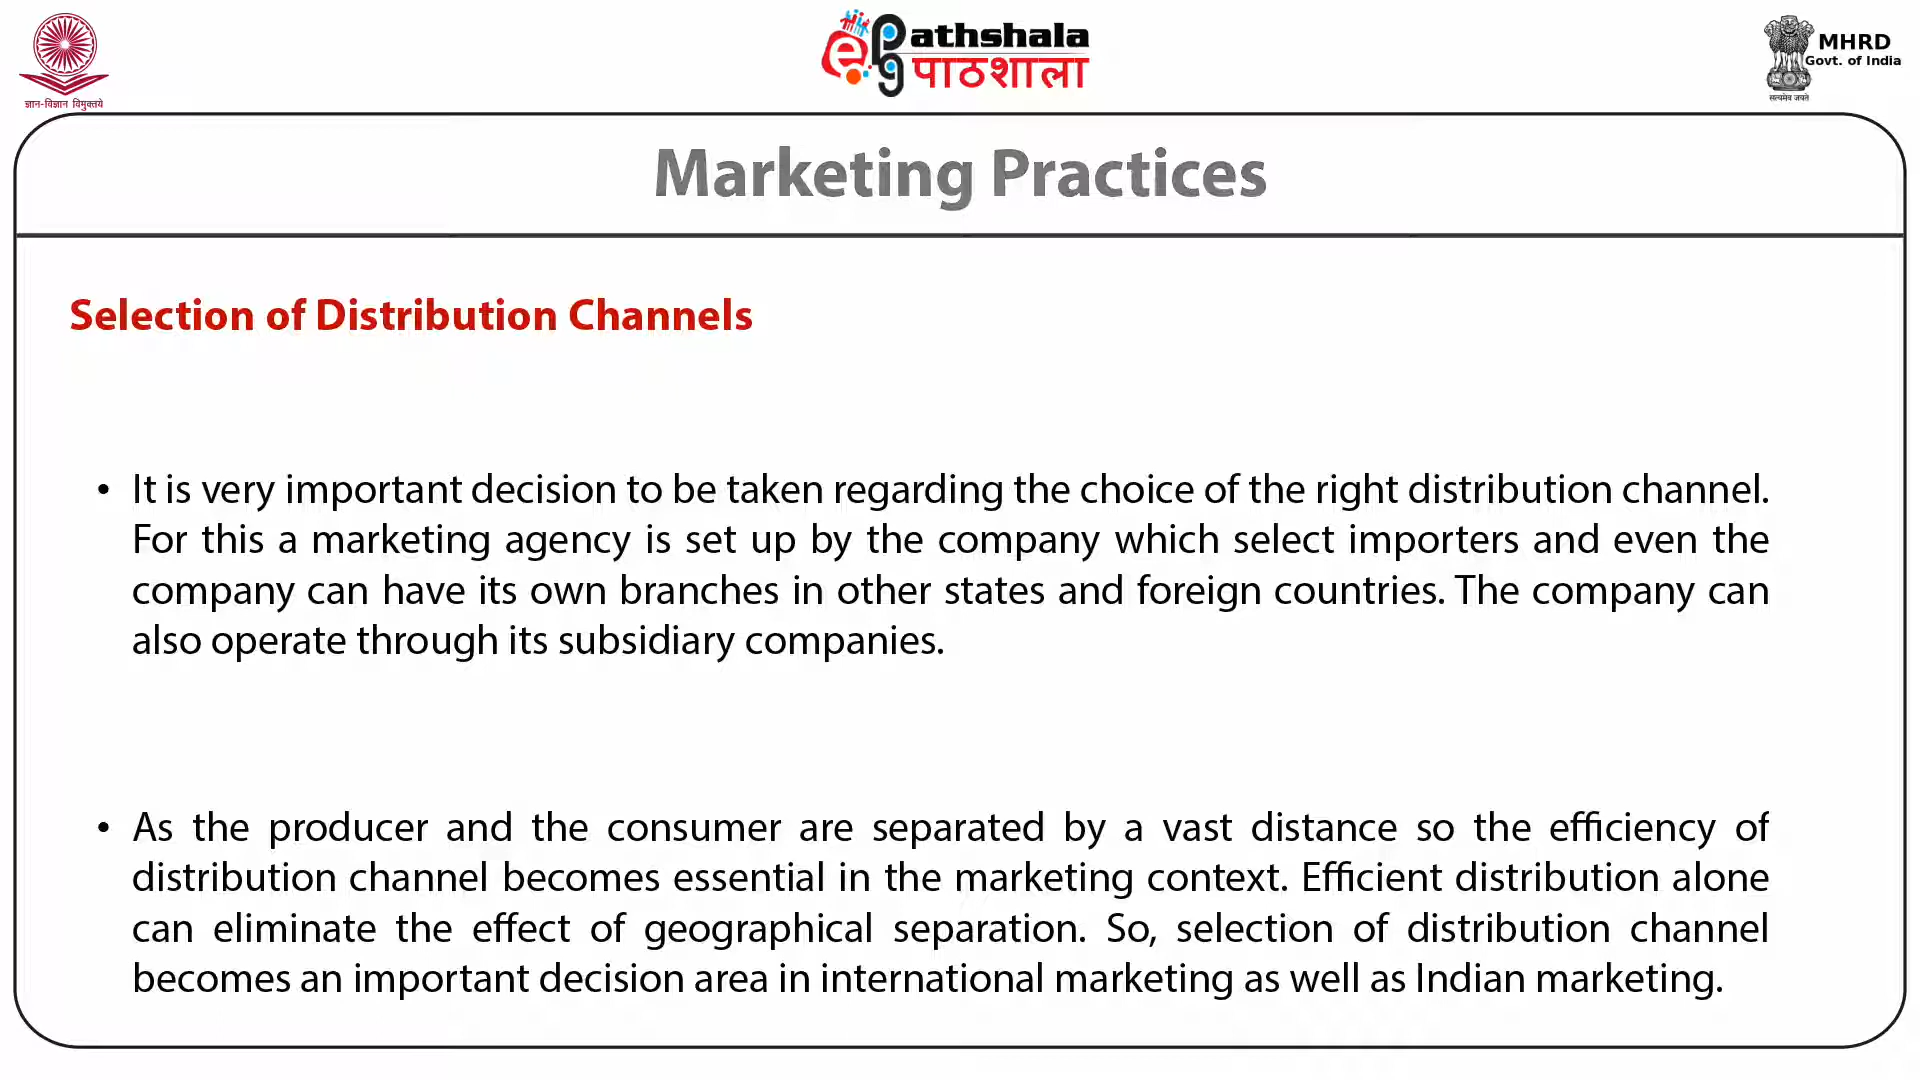 ज्ञान-विज्ञान विमुक्तये
ePathshala
पाठशाला
MHRD
Govt. of India
सत्यमेव जयते
Marketing Practices
Selection of Distribution Channels
• It is very important decision to be taken regarding the choice of the right distribution channel.
For this a marketing agency is set up by the company which select importers and even the
company can have its own branches in other states and foreign countries. The company can
also operate through its subsidiary companies.
• As the producer and the consumer are separated by a vast distance so the efficiency of
distribution channel becomes essential in the marketing context. Efficient distribution alone
can eliminate the effect of geographical separation. So, selection of distribution channel
becomes an important decision area in international marketing as well as Indian marketing.